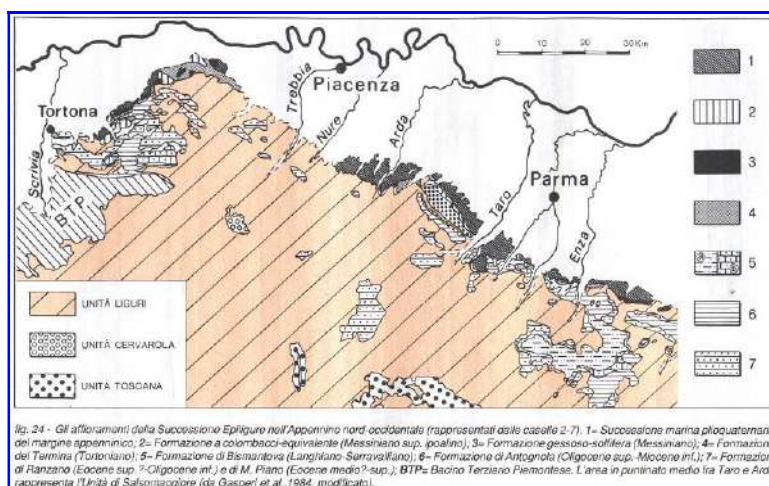 0 10 20 30 Km
1
Piacenza
Trebbia
2
Nure
Arda
Tortona
3
Scrivia
Taro
Parma
4
BTP
Enza
5
UNITÀ LIGURI
6
UNITÀ CERVAROLA
7
UNITÀ TOSCANA
fig. 24 - Gli affioramenti della Successione Epiligure nell'Appennino nord-occidentale (rappresentati dalle caselle 2-7). 1= Successione marina plioquaternar
del margine appenninico; 2= Formazione a colombacci-equivalente (Messiniano sup. ipoalino), 3= Formazione gessoso-solfifera (Messiniano); 4= Formazion
del Termina (Tortoniano); 5= Formazione di Bismantova (Langhiano-Serravalliano); 6= Formazione di Antognola (Oligocene sup.-Miocene inf.); 7= Formazion
di Ranzano (Eocene sup. ?-Oligocene inf.) e di M. Piano (Eocene medio?-sup.); BTP= Bacino Terziario Piemontese. L'area in puntinato medio fra Taro e Ard
rappresenta l'Unità di Salsomaggiore (da Gasperi et al., 1984, modificato).